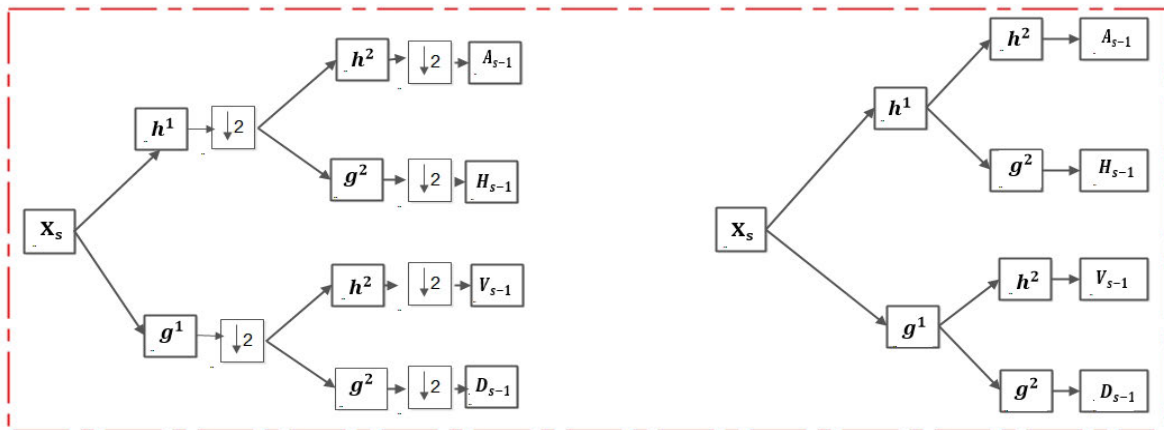 h² ↓2 A_{s−1}
h¹ ↓2
g² ↓2 H_{s−1}
X_s
h² ↓2 V_{s−1}
g¹ ↓2
g² ↓2 D_{s−1}
h² A_{s−1}
h¹
g² H_{s−1}
X_s
h² V_{s−1}
g¹
g² D_{s−1}